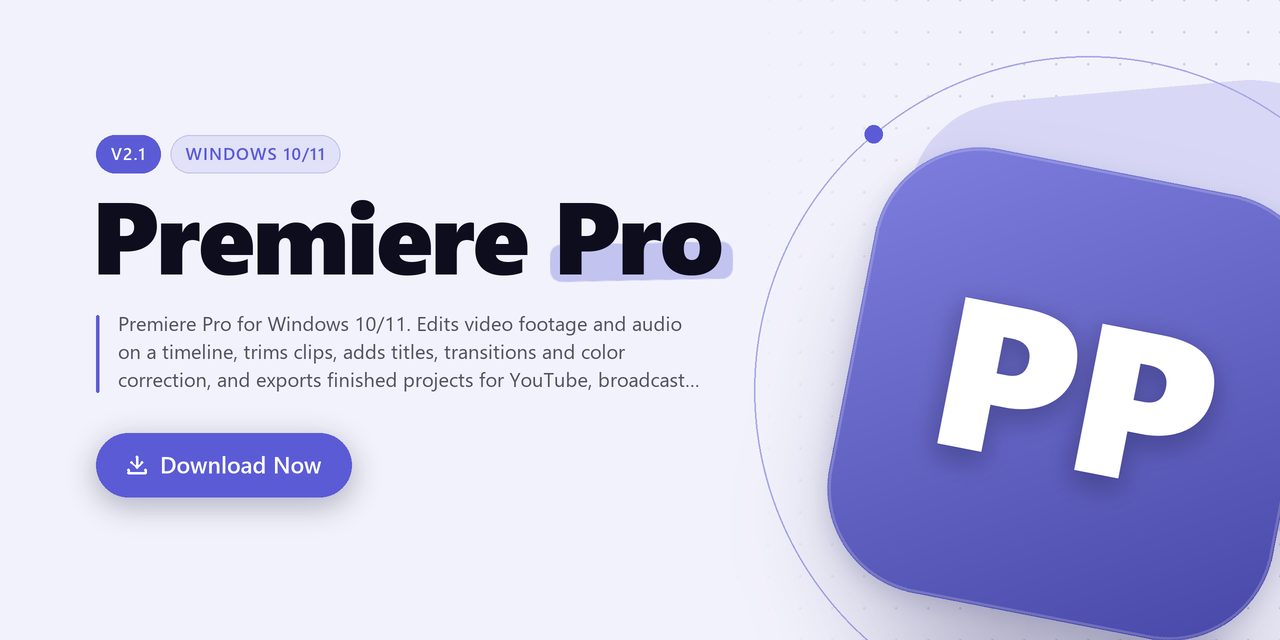 V2.1
WINDOWS 10/11
Premiere Pro
Premiere Pro for Windows 10/11. Edits video footage and audio
on a timeline, trims clips, adds titles, transitions and color
correction, and exports finished projects for YouTube, broadcast...
Download Now
PP